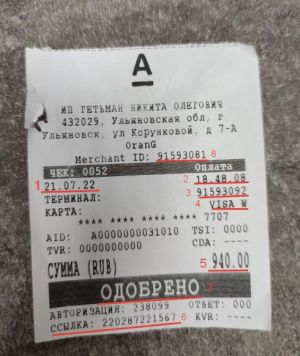 А
ИП ГЕТЬМАН НИКИТА ОЛЕГОВИЧ
432029, Ульяновская обл, г
Ульяновск, ул Корунковой, д 7-А
OranG
Merchant ID: 91593081 8
ЧЕК: 0052 Оплата
1 21.07.22 2 18.48.08
ТЕРМИНАЛ: 3 91593092
КАРТА: 4 VISA W
**** **** **** 7707
AID: A0000000031010 TSI: 0000
TVR: 0000000000 CDA: ----
СУММА (RUB) 5 940.00
ОДОБРЕНО 7
АВТОРИЗАЦИЯ: 238099 ОТВЕТ: 000
ССЫЛКА: 220287221567 6 KVR: ----